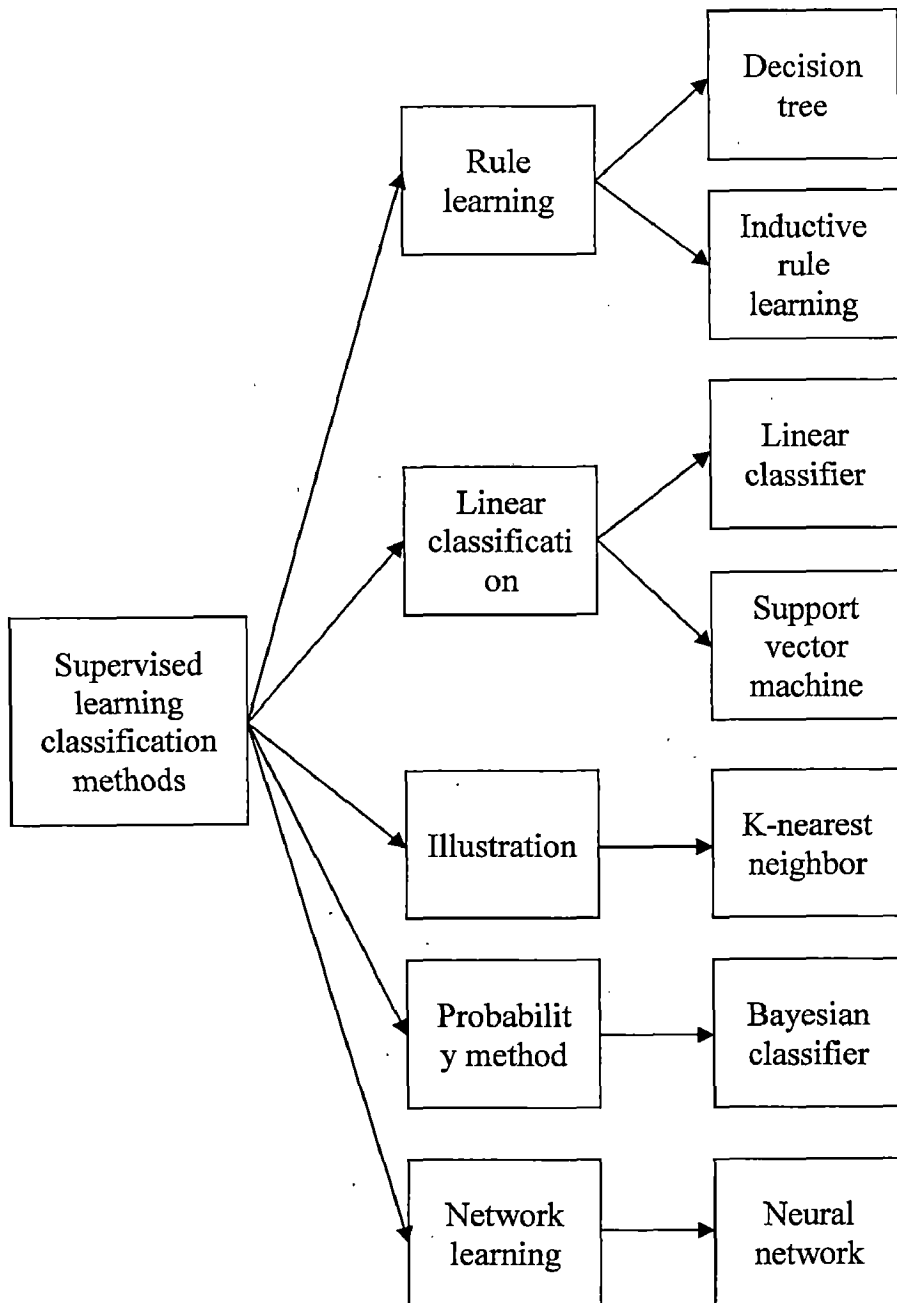 Decision
tree
Rule
learning
Inductive
rule
learning
Linear
classifier
Linear
classificati
on
Support
vector
machine
Supervised
learning
classification
methods
Illustration
K-nearest
neighbor
Probabilit
y method
Bayesian
classifier
Network
learning
Neural
network